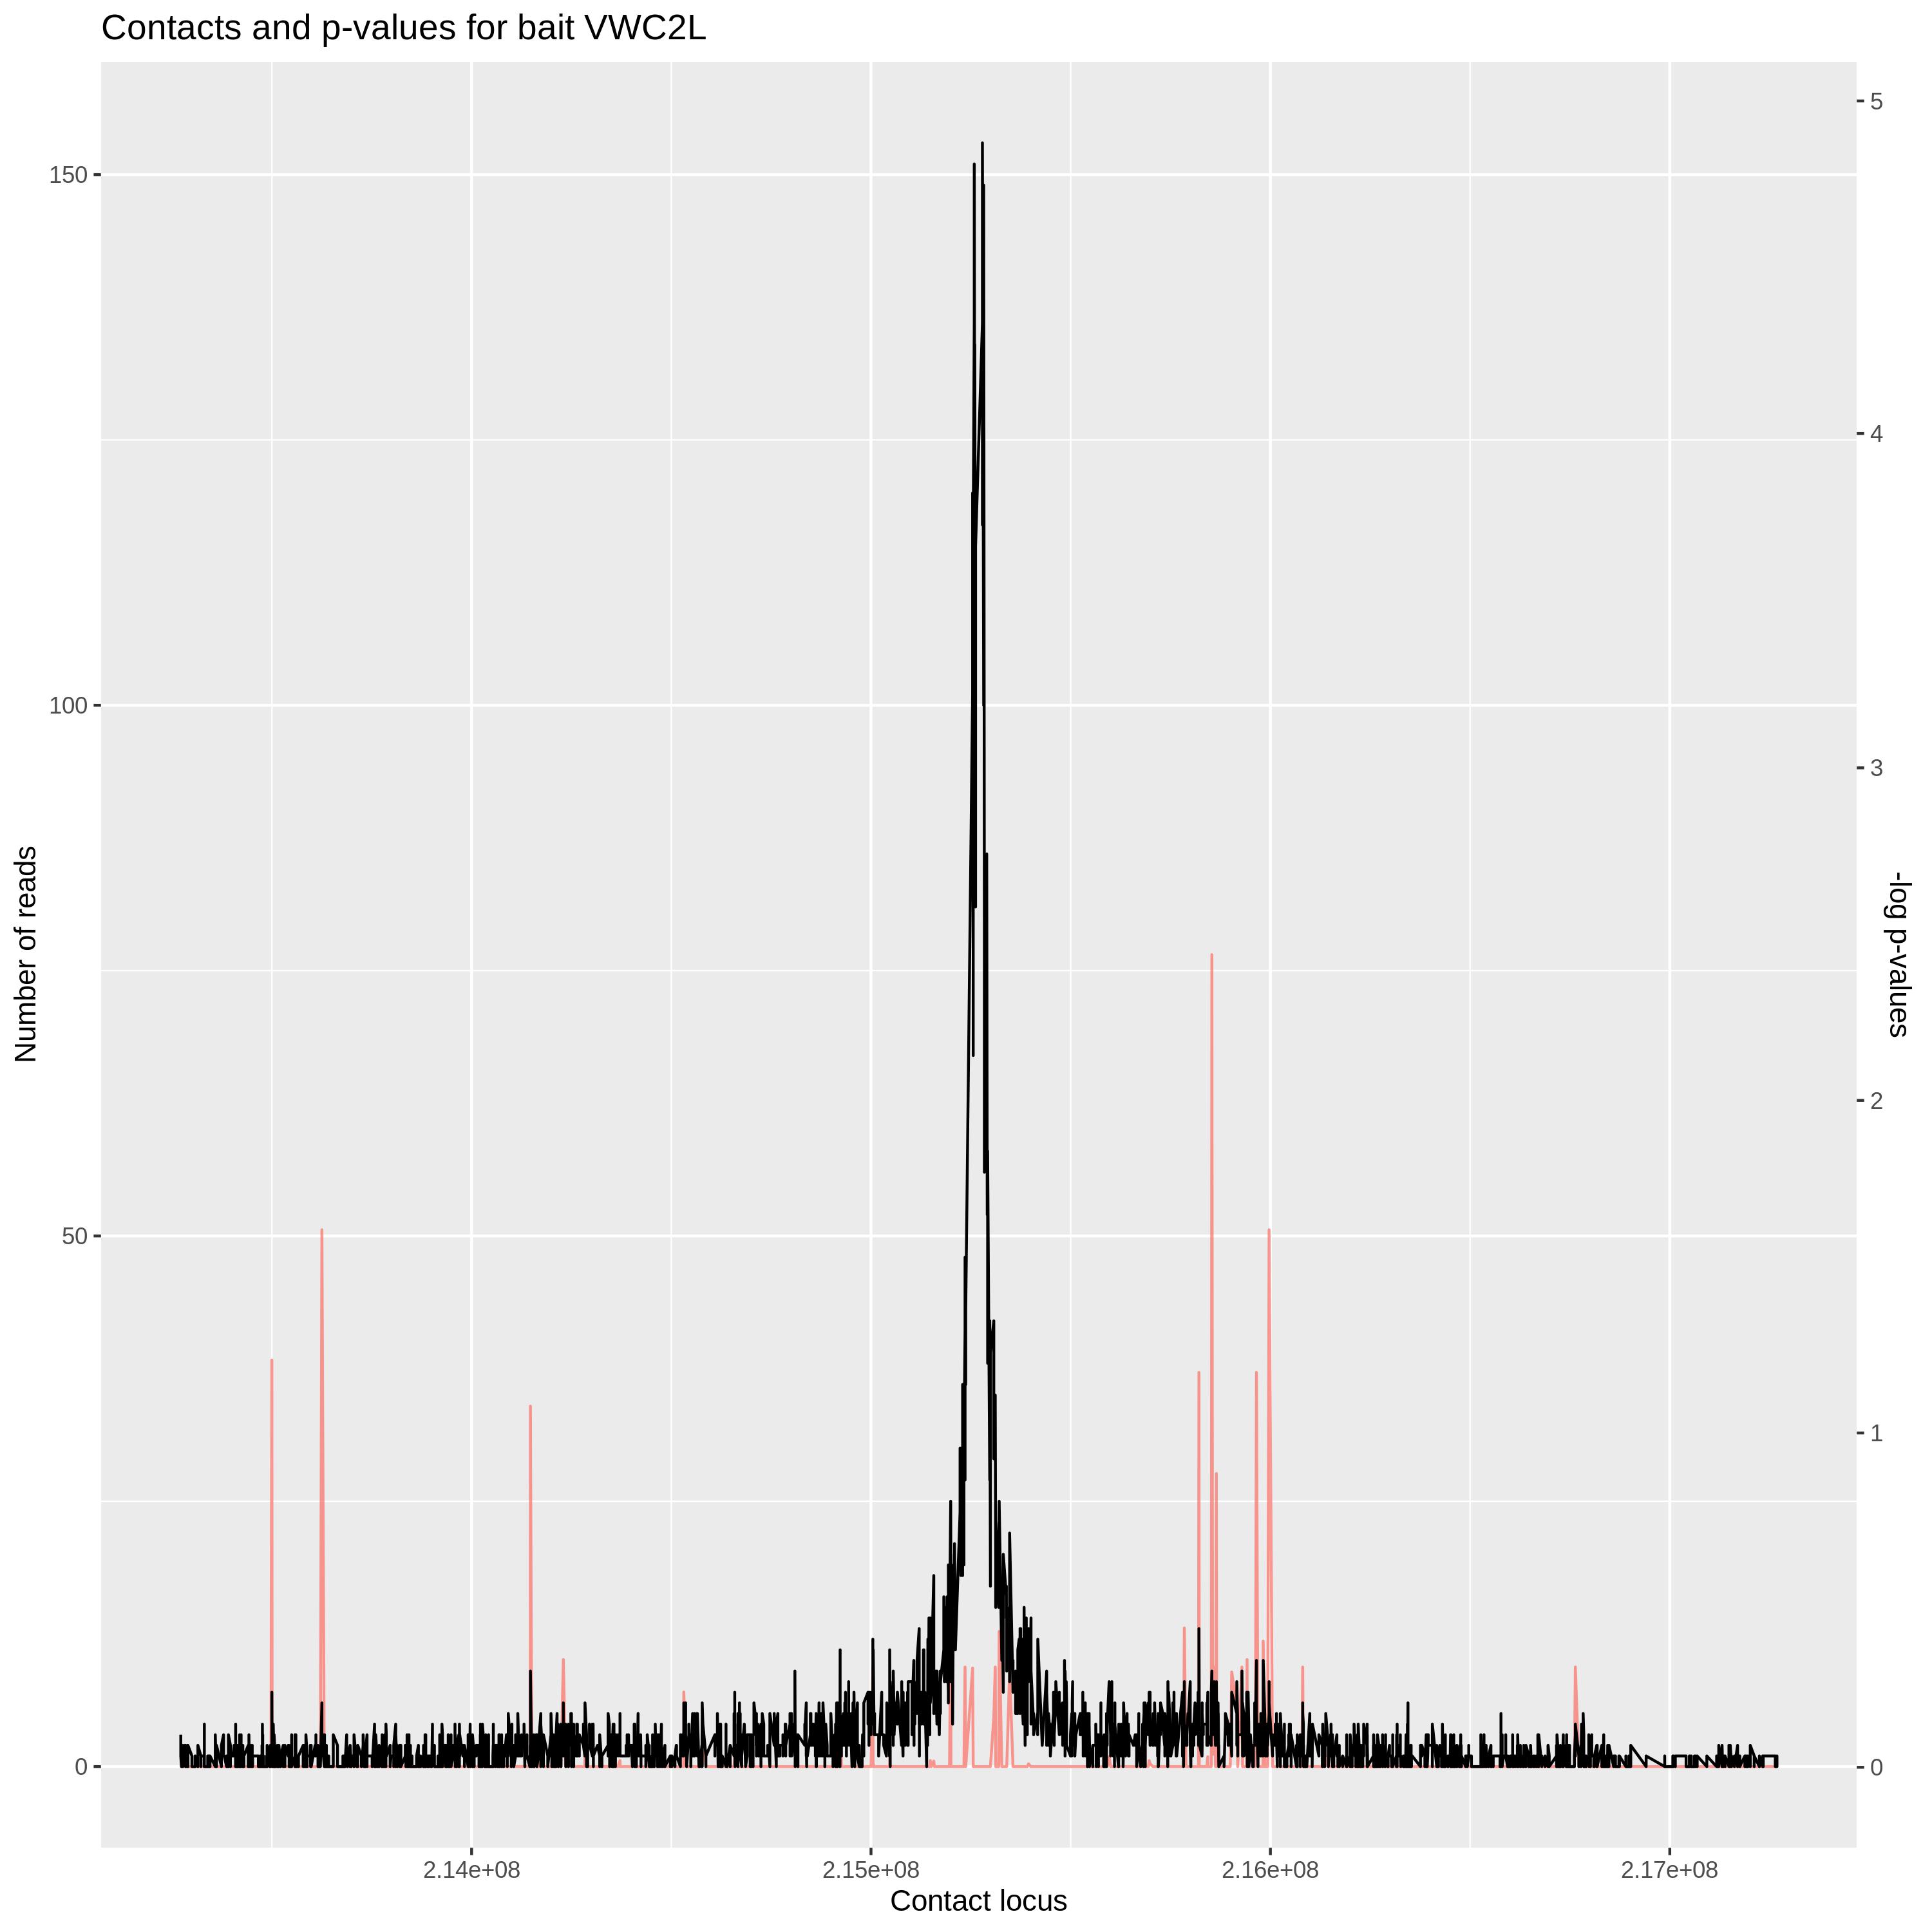 Contacts and p-values for bait VWC2L
150
100
50
0
Number of reads
5
4
3
2
1
0
-log p-values
2.14e+08
2.15e+08
2.16e+08
2.17e+08
Contact locus